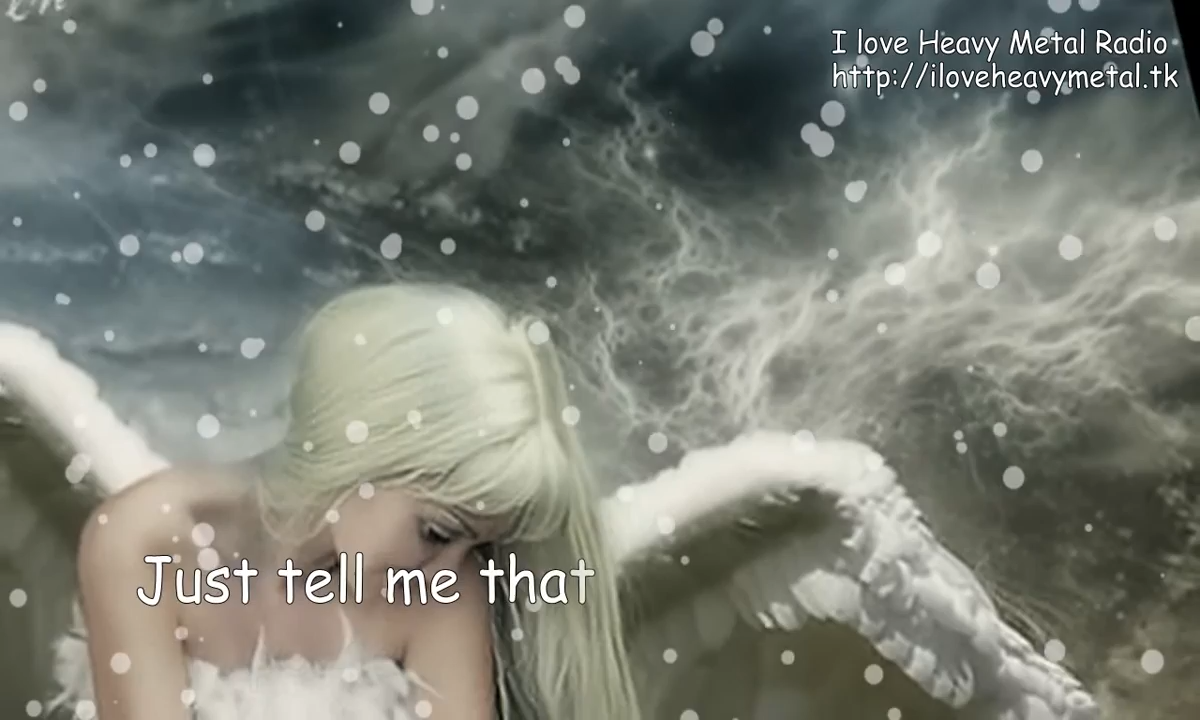 I love Heavy Metal Radio
http://iloveheavymetal.tk
Just tell me that